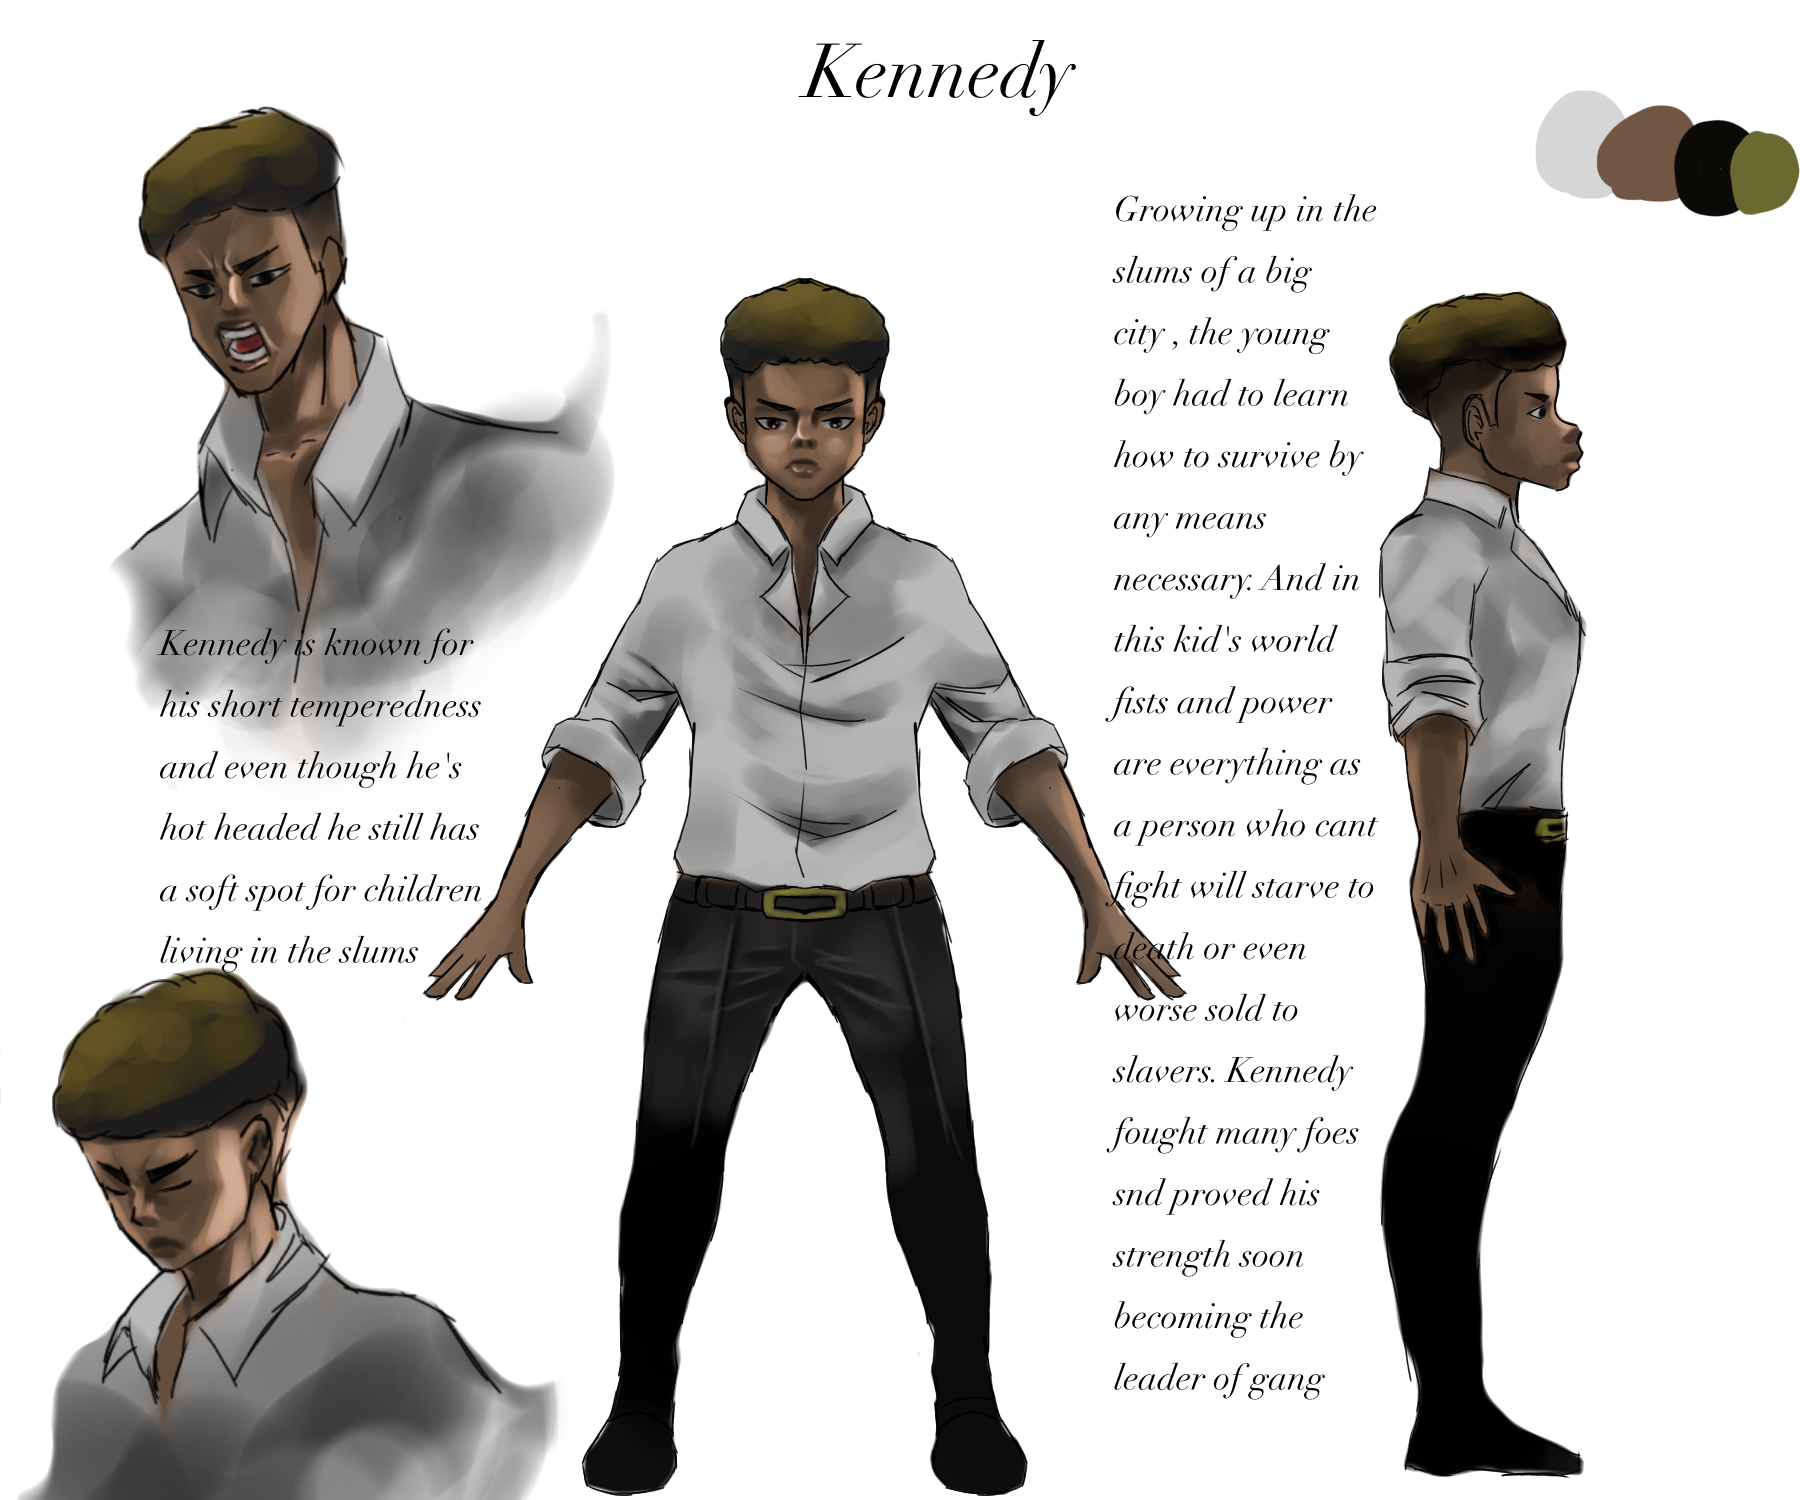 Kennedy
Kennedy is known for
his short temperedness
and even though he's
hot headed he still has
a soft spot for children
living in the slums
Growing up in the
slums of a big
city , the young
boy had to learn
how to survive by
any means
necessary. And in
this kid's world
fists and power
are everything as
a person who cant
fight will starve to
death or even
worse sold to
slavers. Kennedy
fought many foes
snd proved his
strength soon
becoming the
leader of gang